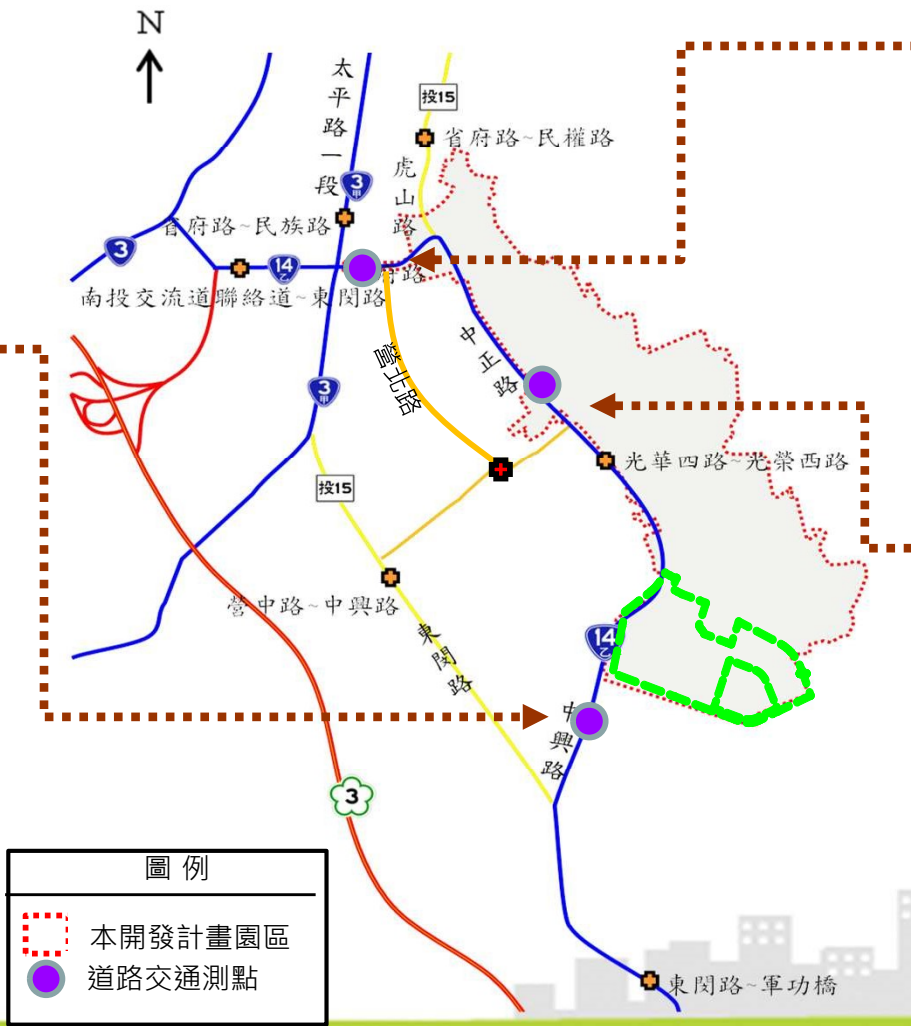 N
太平路一段
投15
省府路~民權路
虎山路
3甲
省府路~民族路
3
14乙
府路
南投交流道聯絡道~東閔路
中正路
營北路
3甲
光華四路~光榮西路
投15
營中路~中興路
14乙
東閔路
中興路
3
圖例
本開發計畫園區
道路交通測點
東閔路~軍功橋